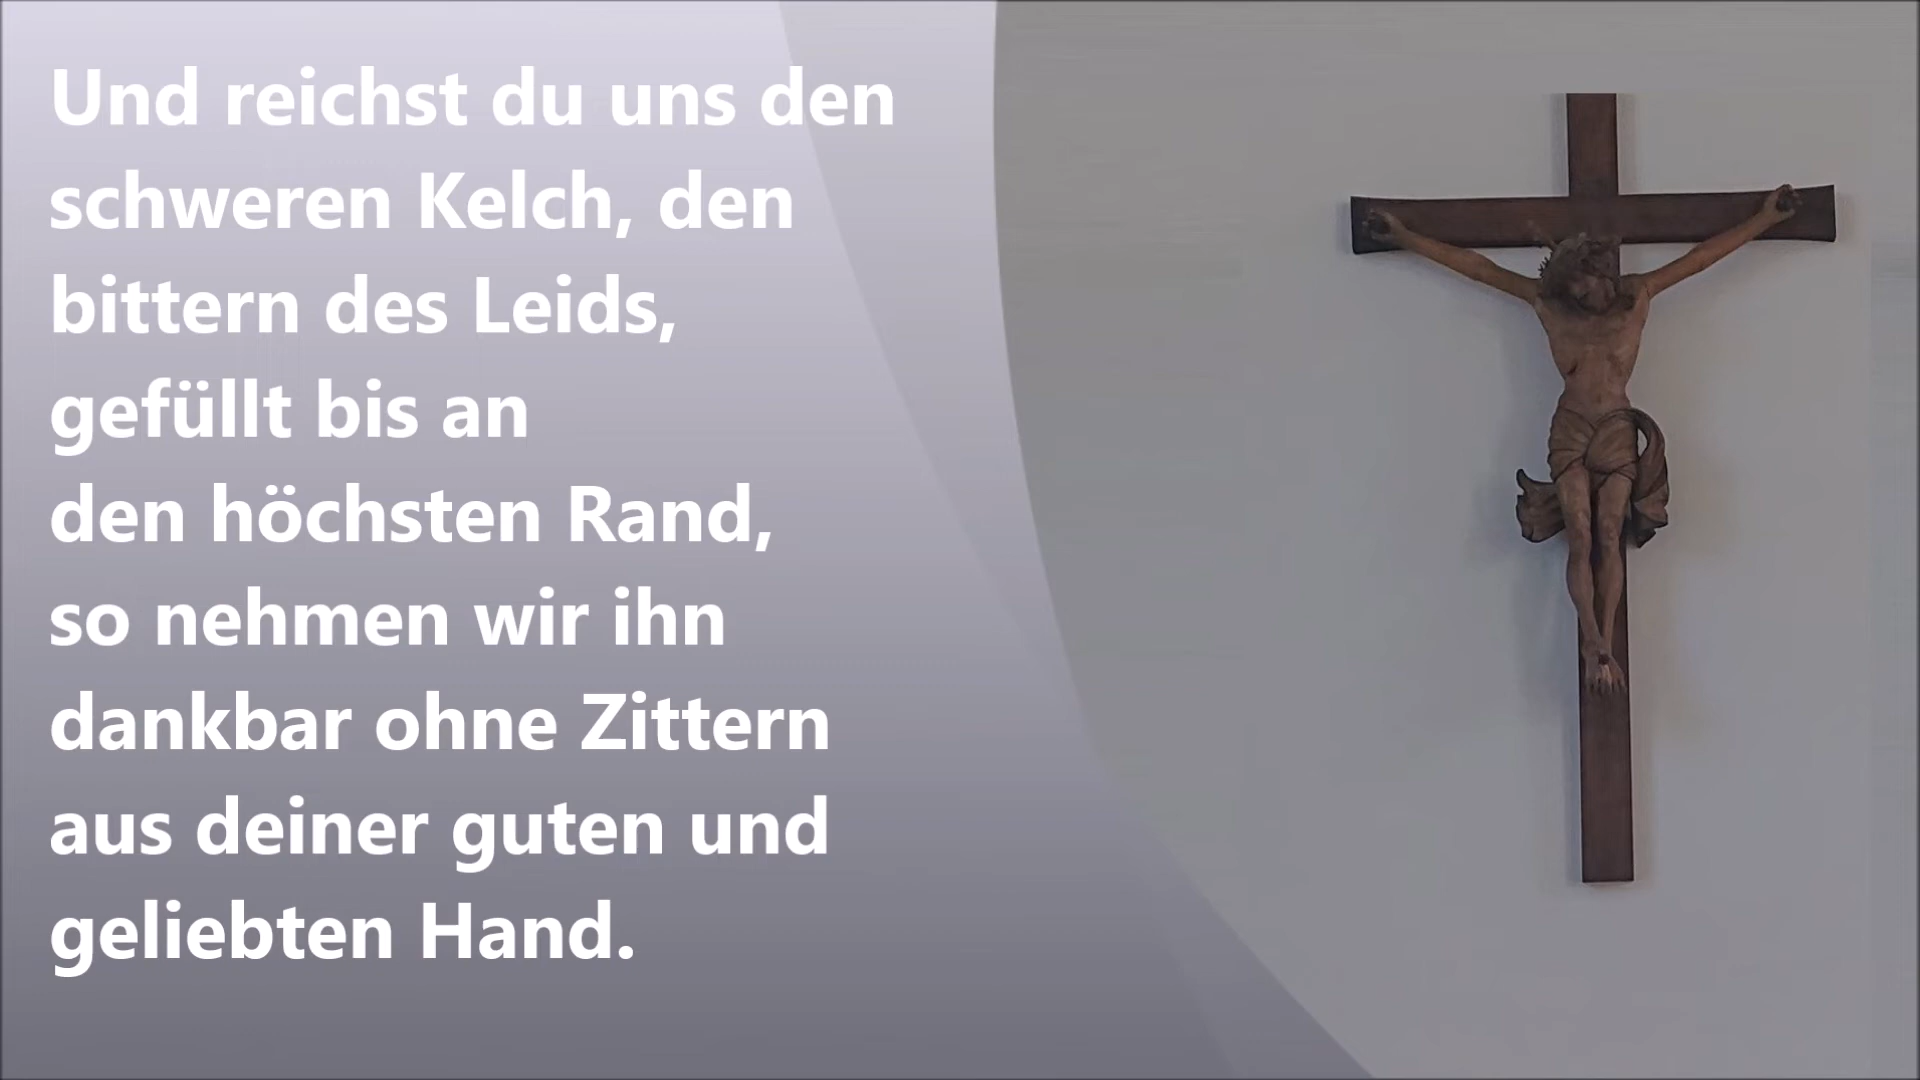 Und reichst du uns den
schweren Kelch, den
bittern des Leids,
gefüllt bis an
den höchsten Rand,
so nehmen wir ihn
dankbar ohne Zittern
aus deiner guten und
geliebten Hand.